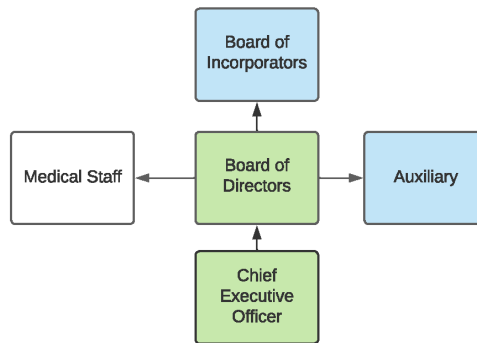 Board of
Incorporators
Medical Staff
Board of
Directors
Auxiliary
Chief
Executive
Officer